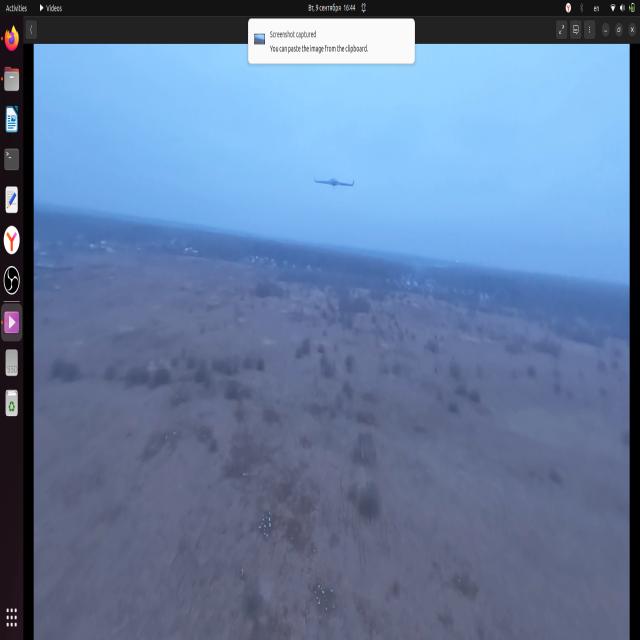 Activities
Videos
Вт, 9 сентября 16:44
en
Screenshot captured
You can paste the image from the clipboard.